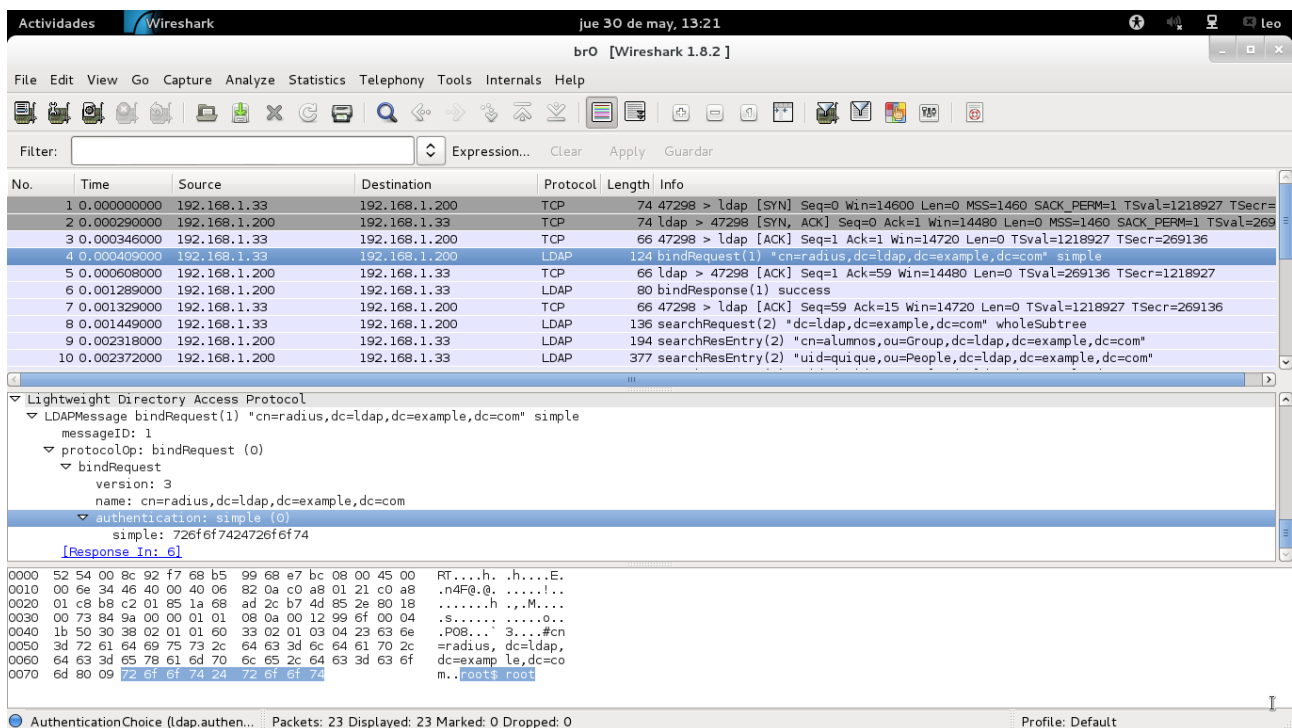 Actividades Wireshark jue 30 de may, 13:21 leo
br0 [Wireshark 1.8.2 ]
File Edit View Go Capture Analyze Statistics Telephony Tools Internals Help
Filter: Expression... Clear Apply Guardar
No. Time Source Destination Protocol Length Info
1 0.000000000 192.168.1.33 192.168.1.200 TCP 74 47298 > ldap [SYN] Seq=0 Win=14600 Len=0 MSS=1460 SACK_PERM=1 TSval=1218927 TSecr=
2 0.000290000 192.168.1.200 192.168.1.33 TCP 74 ldap > 47298 [SYN, ACK] Seq=0 Ack=1 Win=14480 Len=0 MSS=1460 SACK_PERM=1 TSval=269
3 0.000346000 192.168.1.33 192.168.1.200 TCP 66 47298 > ldap [ACK] Seq=1 Ack=1 Win=14720 Len=0 TSval=1218927 TSecr=269136
4 0.000409000 192.168.1.33 192.168.1.200 LDAP 124 bindRequest(1) "cn=radius,dc=ldap,dc=example,dc=com" simple
5 0.000608000 192.168.1.200 192.168.1.33 TCP 66 ldap > 47298 [ACK] Seq=1 Ack=59 Win=14480 Len=0 TSval=269136 TSecr=1218927
6 0.001289000 192.168.1.200 192.168.1.33 LDAP 80 bindResponse(1) success
7 0.001329000 192.168.1.33 192.168.1.200 TCP 66 47298 > ldap [ACK] Seq=59 Ack=15 Win=14720 Len=0 TSval=1218927 TSecr=269136
8 0.001449000 192.168.1.33 192.168.1.200 LDAP 136 searchRequest(2) "dc=ldap,dc=example,dc=com" wholeSubtree
9 0.002318000 192.168.1.200 192.168.1.33 LDAP 194 searchResEntry(2) "cn=alumnos,ou=Group,dc=ldap,dc=example,dc=com"
10 0.002372000 192.168.1.200 192.168.1.33 LDAP 377 searchResEntry(2) "uid=quique,ou=People,dc=ldap,dc=example,dc=com"
Lightweight Directory Access Protocol
LDAPMessage bindRequest(1) "cn=radius,dc=ldap,dc=example,dc=com" simple
messageID: 1
protocolOp: bindRequest (0)
bindRequest
version: 3
name: cn=radius,dc=ldap,dc=example,dc=com
authentication: simple (0)
simple: 726f6f7424726f6f74
[Response In: 6]
0000 52 54 00 8c 92 f7 68 b5 99 68 e7 bc 08 00 45 00 RT....h. .h....E.
0010 00 6e 34 46 40 00 40 06 82 0a c0 a8 01 21 c0 a8 .n4F@.@. .....!..
0020 01 c8 b8 c2 01 85 1a 68 ad 2c b7 4d 85 2e 80 18 .......h .,.M....
0030 00 73 84 9a 00 00 01 01 08 0a 00 12 99 6f 00 04 .s...... .....o..
0040 1b 50 30 38 02 01 01 60 33 02 01 03 04 23 63 6e .P08...` 3....#cn
0050 3d 72 61 64 69 75 73 2c 64 63 3d 6c 64 61 70 2c =radius, dc=ldap,
0060 64 63 3d 65 78 61 6d 70 6c 65 2c 64 63 3d 63 6f dc=examp le,dc=co
0070 6d 80 09 72 6f 6f 74 24 72 6f 6f 74 m..root$ root
AuthenticationChoice (ldap.authen... Packets: 23 Displayed: 23 Marked: 0 Dropped: 0 Profile: Default